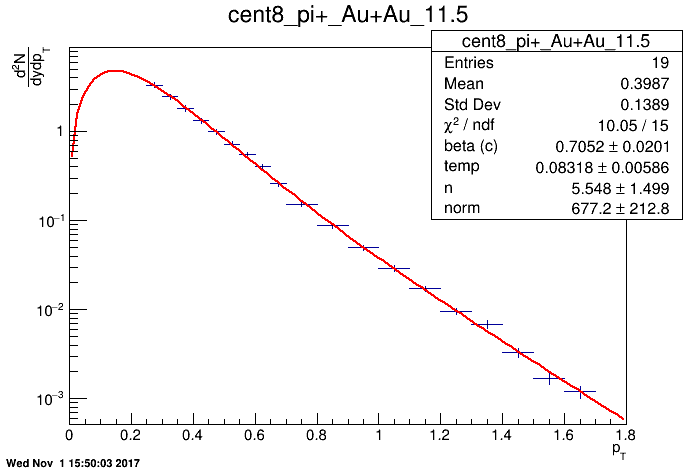 cent8_pi+_Au+Au_11.5
cent8_pi+_Au+Au_11.5
Entries 19
Mean 0.3987
Std Dev 0.1389
χ² / ndf 10.05 / 15
beta (c) 0.7052 ± 0.0201
temp 0.08318 ± 0.00586
n 5.548 ± 1.499
norm 677.2 ± 212.8
d²N
dydp_T
1
10⁻¹
10⁻²
10⁻³
0 0.2 0.4 0.6 0.8 1 1.2 1.4 1.6 1.8
p_T
Wed Nov 1 15:50:03 2017